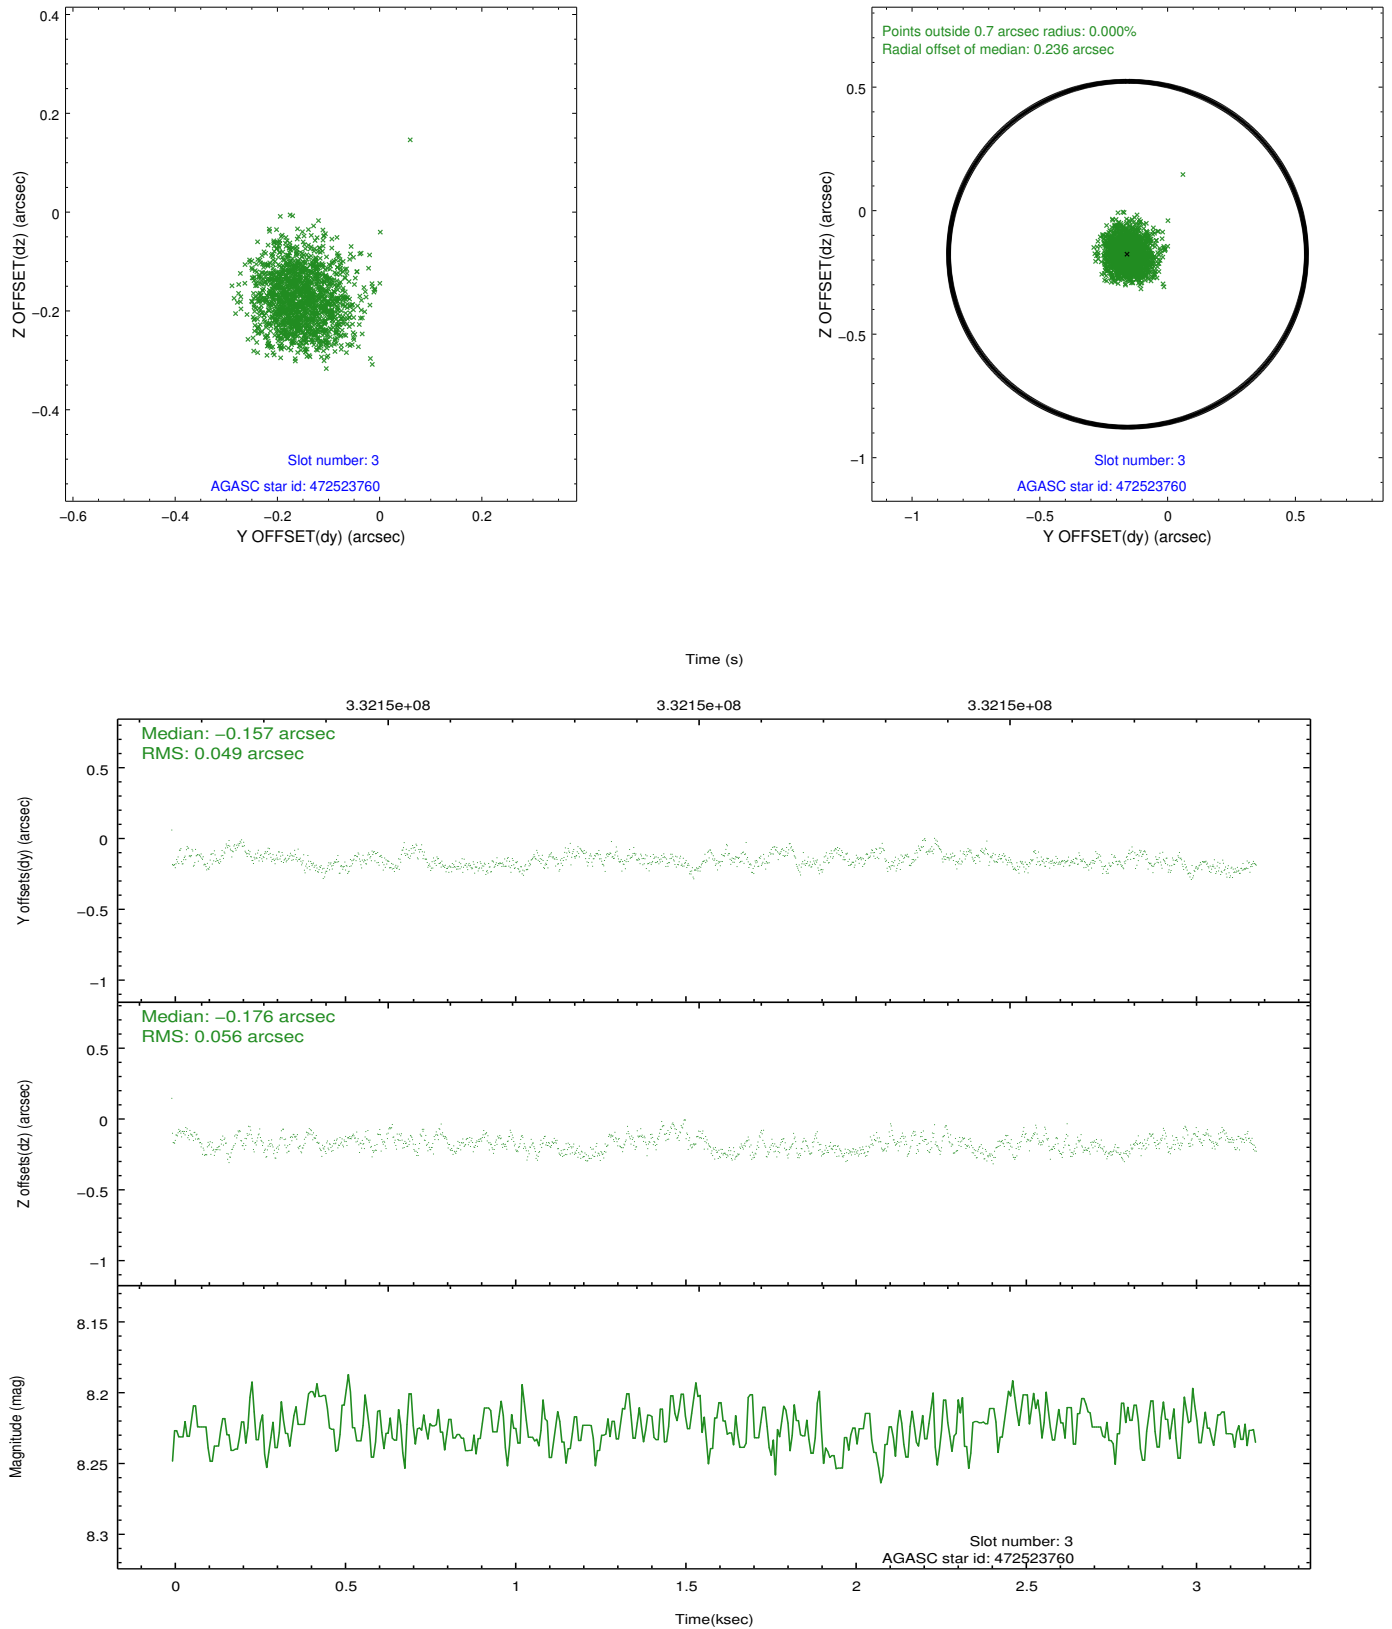 0.4
0.2
0
−0.2
−0.4
Z OFFSET(dz) (arcsec)
Slot number: 3
AGASC star id: 472523760
−0.6
−0.4
−0.2
0
0.2
Y OFFSET(dy) (arcsec)
Points outside 0.7 arcsec radius: 0.000%
Radial offset of median: 0.236 arcsec
0.5
0
−0.5
−1
Z OFFSET(dz) (arcsec)
Slot number: 3
AGASC star id: 472523760
−1
−0.5
0
0.5
Y OFFSET(dy) (arcsec)
Time (s)
3.3215e+08
3.3215e+08
3.3215e+08
Median: −0.157 arcsec
RMS: 0.049 arcsec
0.5
0
−0.5
−1
Y offsets(dy) (arcsec)
Median: −0.176 arcsec
RMS: 0.056 arcsec
0.5
0
−0.5
−1
Z offsets(dz) (arcsec)
8.15
8.2
8.25
8.3
Magnitude (mag)
Slot number: 3
AGASC star id: 472523760
0
0.5
1
1.5
2
2.5
3
Time(ksec)